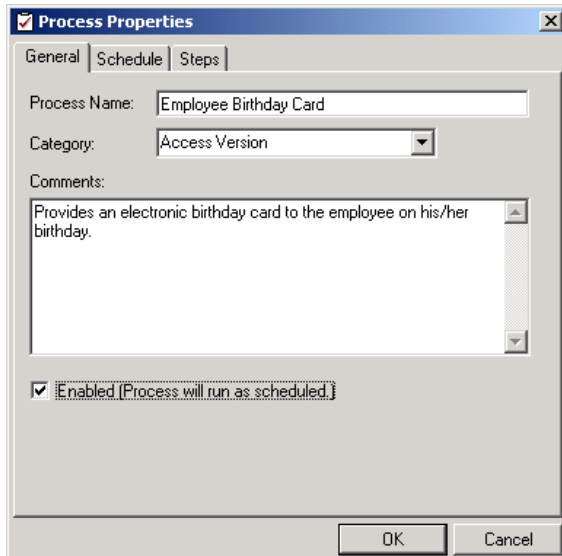 Process Properties
General Schedule Steps
Process Name: Employee Birthday Card
Category: Access Version
Comments:
Provides an electronic birthday card to the employee on his/her
birthday.
Enabled (Process will run as scheduled.)
OK Cancel